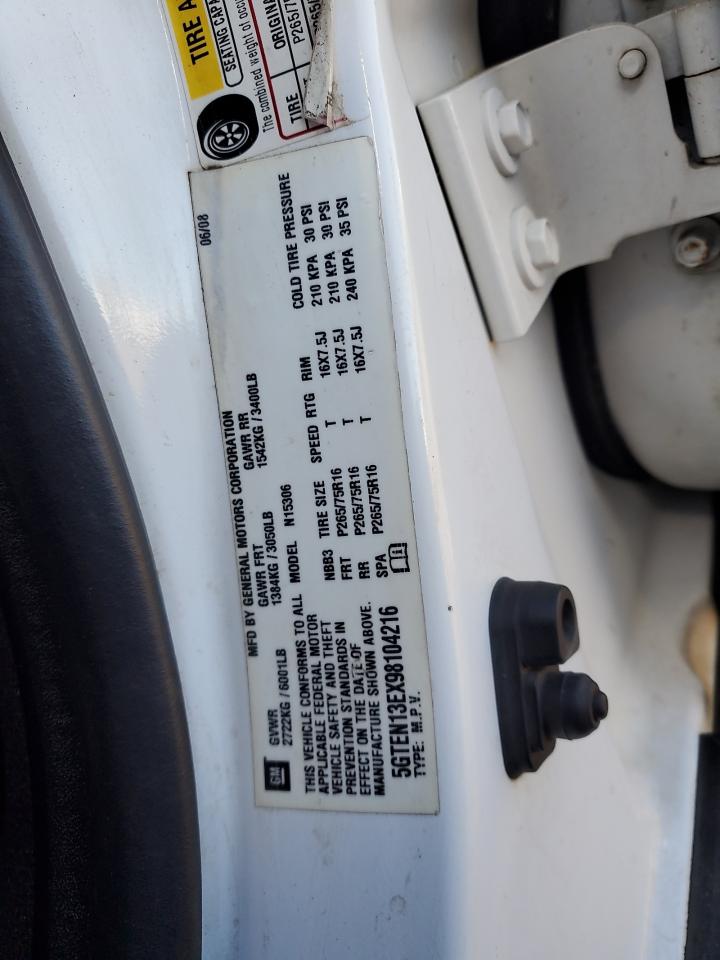 TIRE A
SEATING CAPA
The combined weight of occu
TIRE
ORIGINA
P265/7
06/08
MFD BY GENERAL MOTORS CORPORATION
GVWR GAWR FRT GAWR RR
2722KG / 6001LB 1384KG / 3050LB 1542KG / 3400LB
THIS VEHICLE CONFORMS TO ALL
APPLICABLE FEDERAL MOTOR
VEHICLE SAFETY AND THEFT
PREVENTION STANDARDS IN
EFFECT ON THE DATE OF
MANUFACTURE SHOWN ABOVE.
MODEL N15306
NBB3 TIRE SIZE SPEED RTG RIM COLD TIRE PRESSURE
FRT P265/75R16 T 16X7.5J 210 KPA 30 PSI
RR P265/75R16 T 16X7.5J 210 KPA 30 PSI
SPA P265/75R16 T 16X7.5J 240 KPA 35 PSI
5GTEN13EX98104216
TYPE: M.P.V.
GM